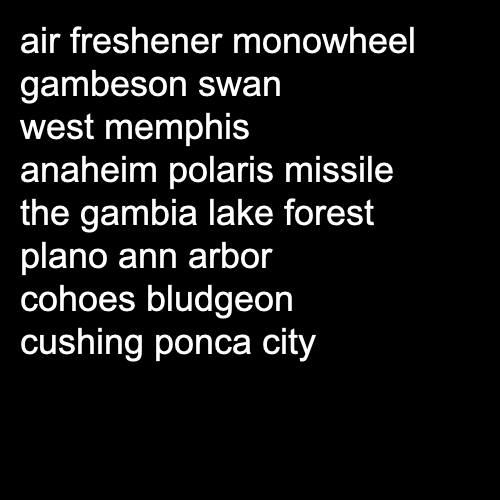 air freshener monowheel
gambeson swan
west memphis
anaheim polaris missile
the gambia lake forest
plano ann arbor
cohoes bludgeon
cushing ponca city